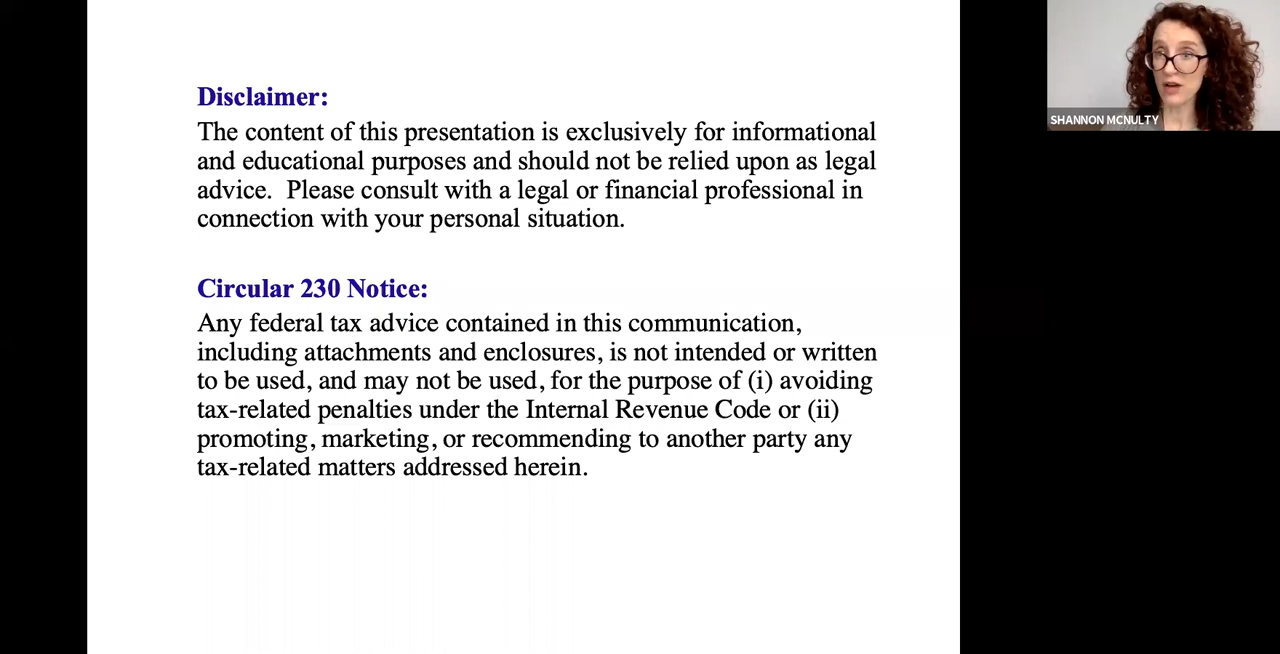 Disclaimer:
The content of this presentation is exclusively for informational
and educational purposes and should not be relied upon as legal
advice.  Please consult with a legal or financial professional in
connection with your personal situation.
Circular 230 Notice:
Any federal tax advice contained in this communication,
including attachments and enclosures, is not intended or written
to be used, and may not be used, for the purpose of (i) avoiding
tax-related penalties under the Internal Revenue Code or (ii)
promoting, marketing, or recommending to another party any
tax-related matters addressed herein.
SHANNON MCNULTY